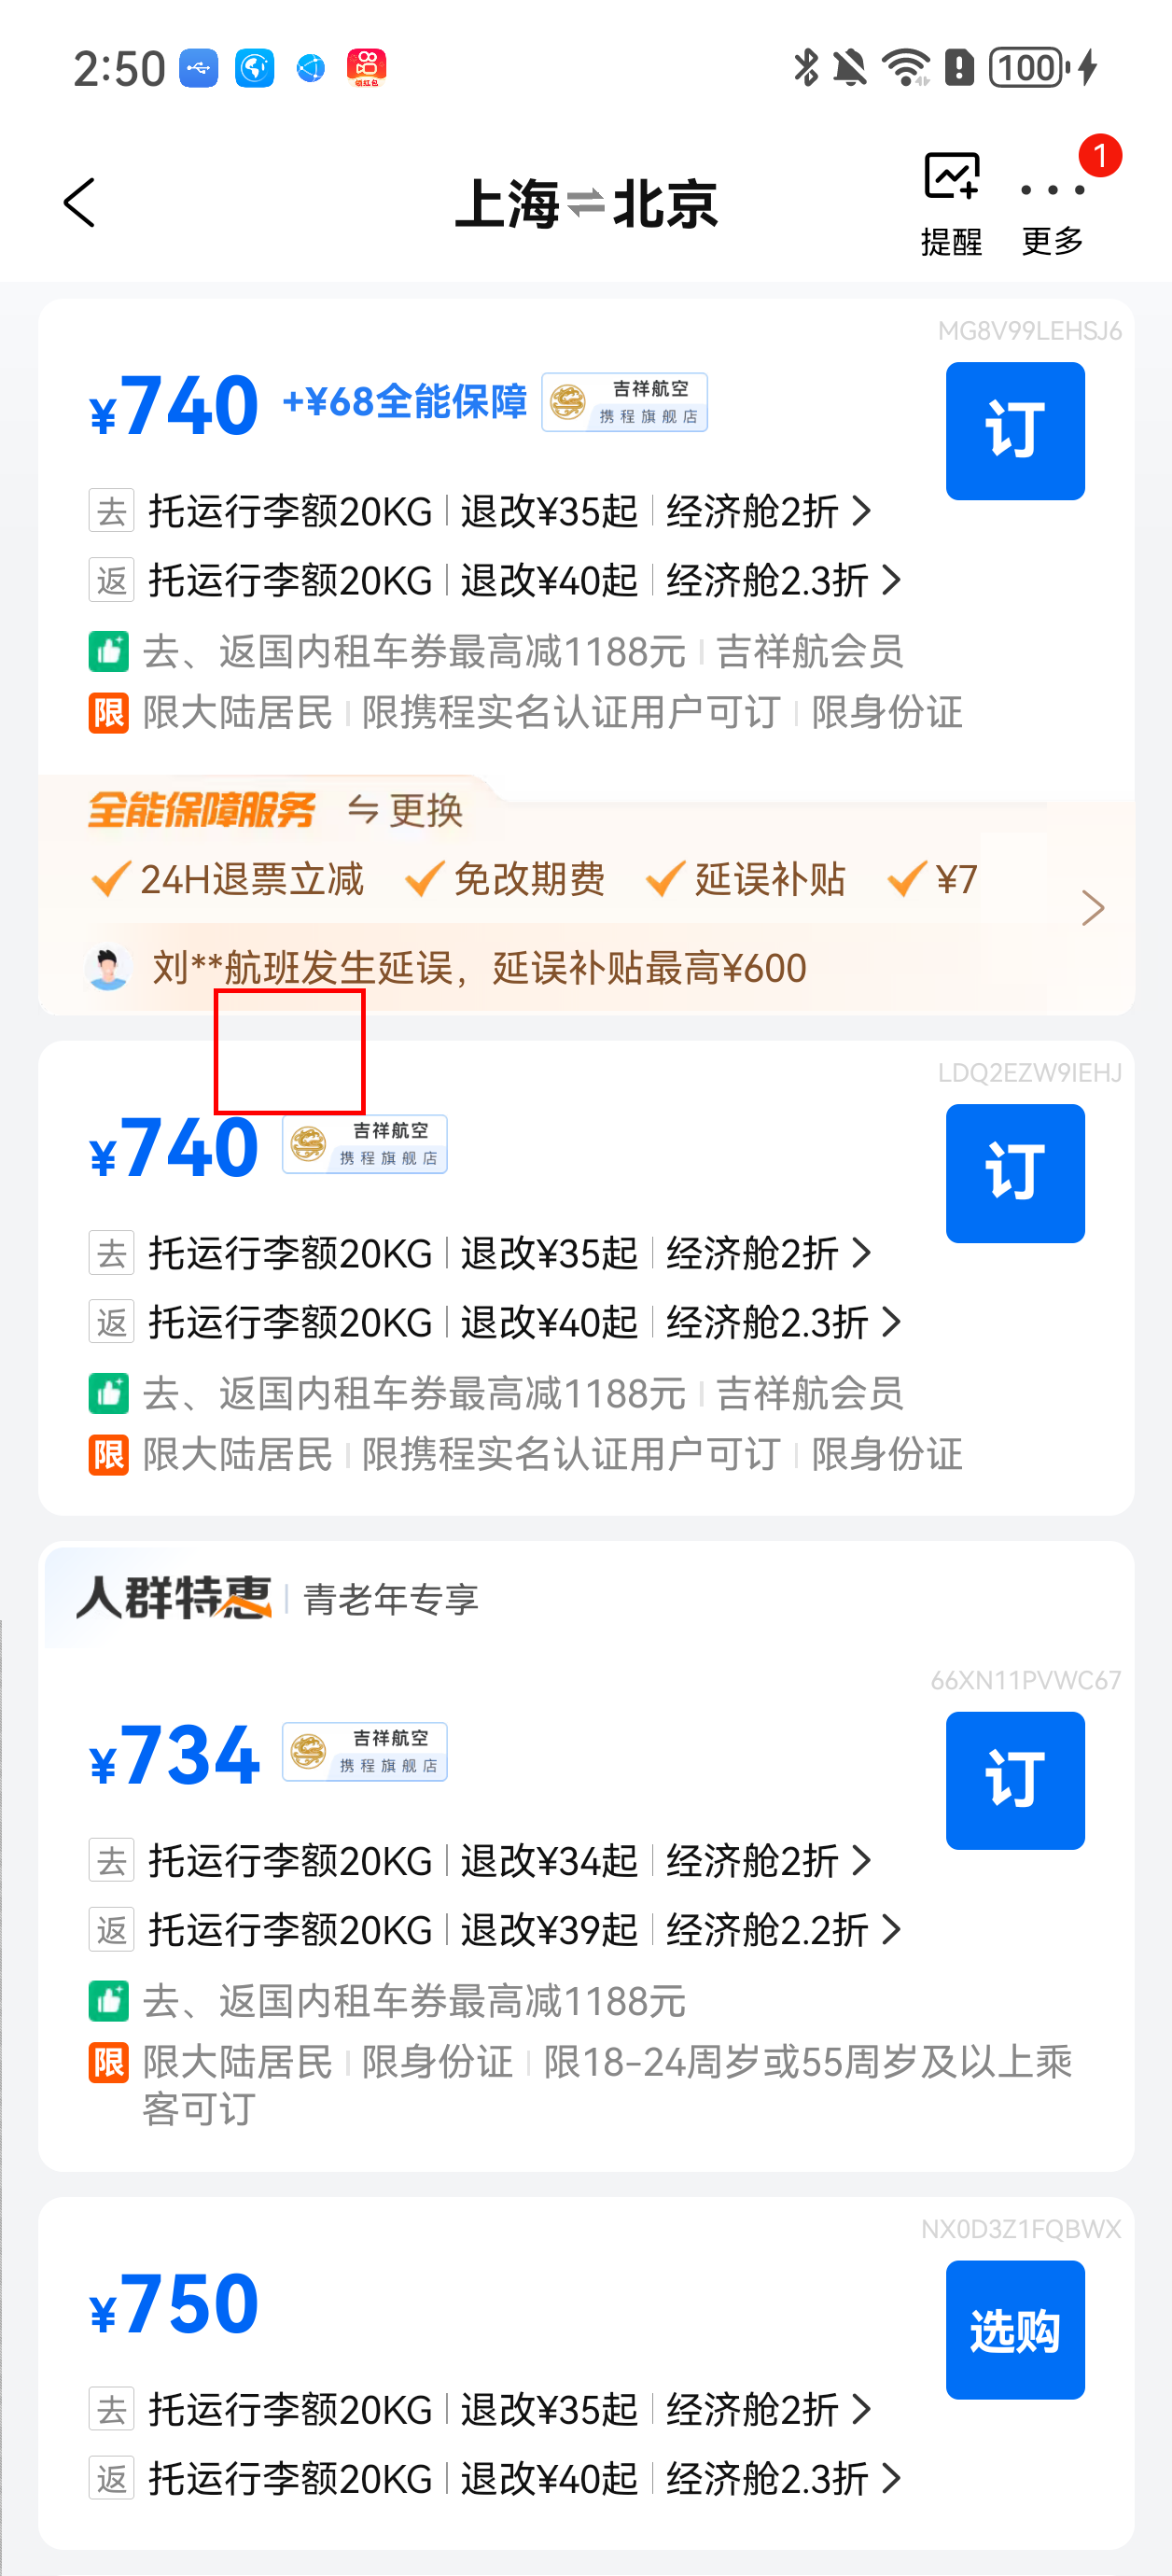 2:50
领红包
100
上海⇌北京
提醒
更多
1
MG8V99LEHSJ6
¥740 +¥68全能保障 吉祥航空 携程旗舰店
订
去 托运行李额20KG | 退改¥35起 | 经济舱2折 >
返 托运行李额20KG | 退改¥40起 | 经济舱2.3折 >
去、返国内租车券最高减1188元 | 吉祥航会员
限 限大陆居民 | 限携程实名认证用户可订 | 限身份证
全能保障服务 ⇋更换
24H退票立减 免改期费 延误补贴 ¥7
刘**航班发生延误，延误补贴最高¥600
LDQ2EZW9IEHJ
¥740 吉祥航空 携程旗舰店
订
去 托运行李额20KG | 退改¥35起 | 经济舱2折 >
返 托运行李额20KG | 退改¥40起 | 经济舱2.3折 >
去、返国内租车券最高减1188元 | 吉祥航会员
限 限大陆居民 | 限携程实名认证用户可订 | 限身份证
人群特惠 | 青老年专享
66XN11PVWC67
¥734 吉祥航空 携程旗舰店
订
去 托运行李额20KG | 退改¥34起 | 经济舱2折 >
返 托运行李额20KG | 退改¥39起 | 经济舱2.2折 >
去、返国内租车券最高减1188元
限 限大陆居民 | 限身份证 | 限18-24周岁或55周岁及以上乘
客可订
NX0D3Z1FQBWX
¥750
选购
去 托运行李额20KG | 退改¥35起 | 经济舱2折 >
返 托运行李额20KG | 退改¥40起 | 经济舱2.3折 >